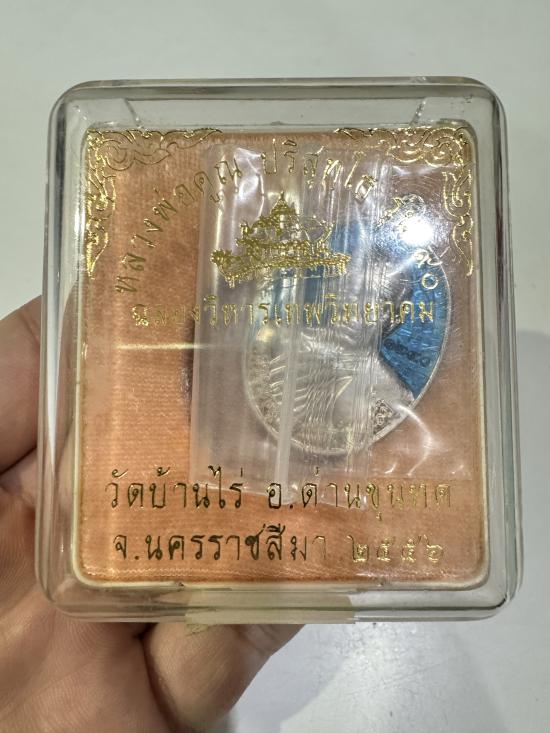 หลวงพ่อคูณ ปริสุทฺโธ
ฉลองวิหารเทพวิทยาคม
วัดบ้านไร่ อ.ด่านขุนทด
จ.นครราชสีมา ๒๕๕๖